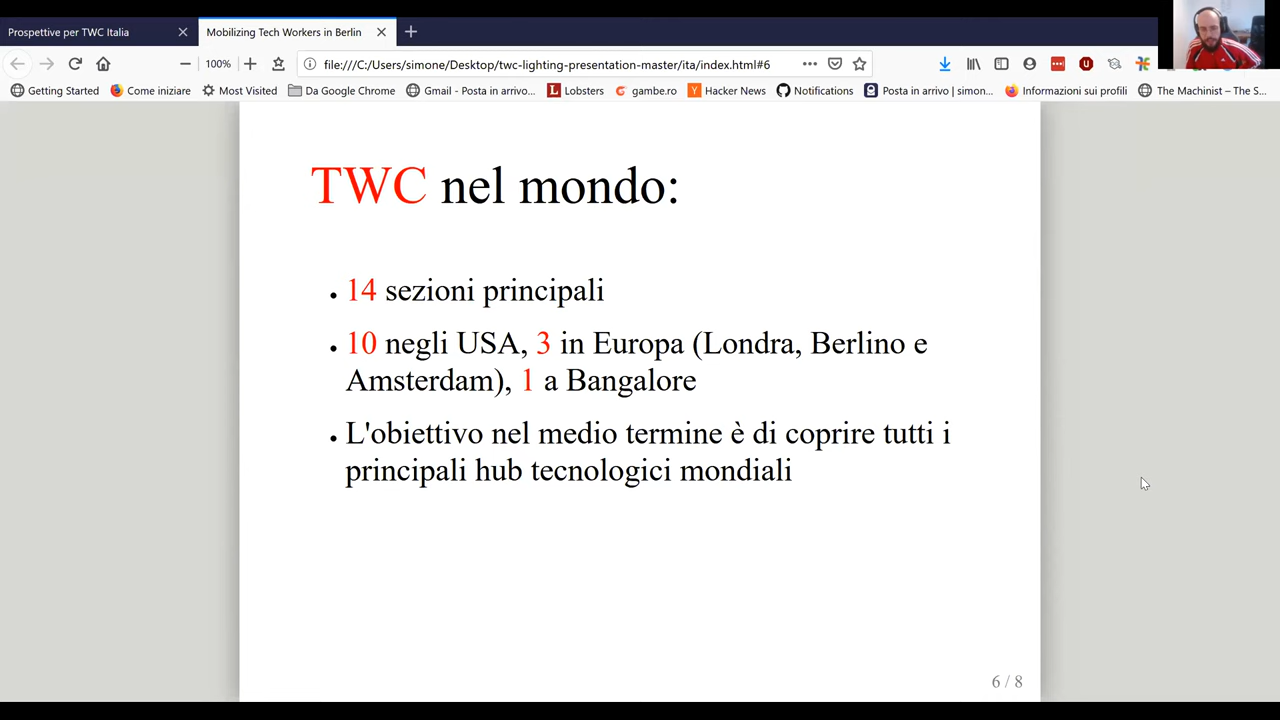 Prospettive per TWC Italia
Mobilizing Tech Workers in Berlin
100%
file:///C:/Users/simone/Desktop/twc-lighting-presentation-master/ita/index.html#6
Getting Started
Come iniziare
Most Visited
Da Google Chrome
Gmail - Posta in arrivo...
Lobsters
gambe.ro
Hacker News
Notifications
Posta in arrivo | simon...
Informazioni sui profili
The Machinist – The S...
TWC nel mondo:
• 14 sezioni principali
• 10 negli USA, 3 in Europa (Londra, Berlino e
Amsterdam), 1 a Bangalore
• L'obiettivo nel medio termine è di coprire tutti i
principali hub tecnologici mondiali
6 / 8